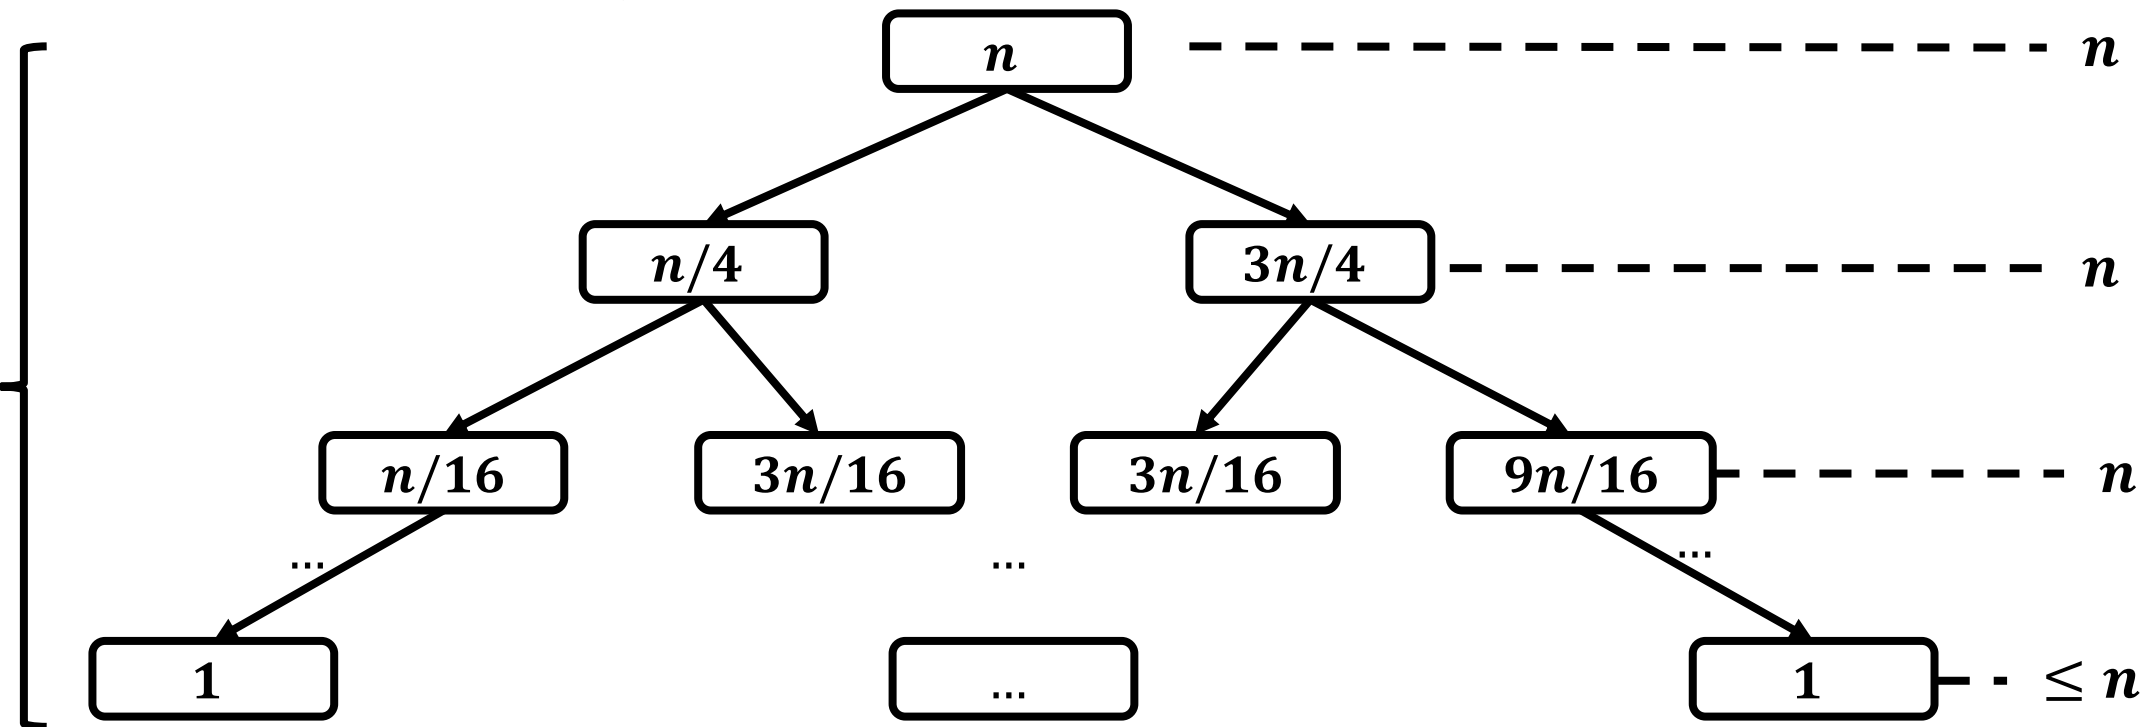 n n
n/4 3n/4 n
n/16 3n/16 3n/16 9n/16 n
... ... ...
1 ... 1 ≤ n